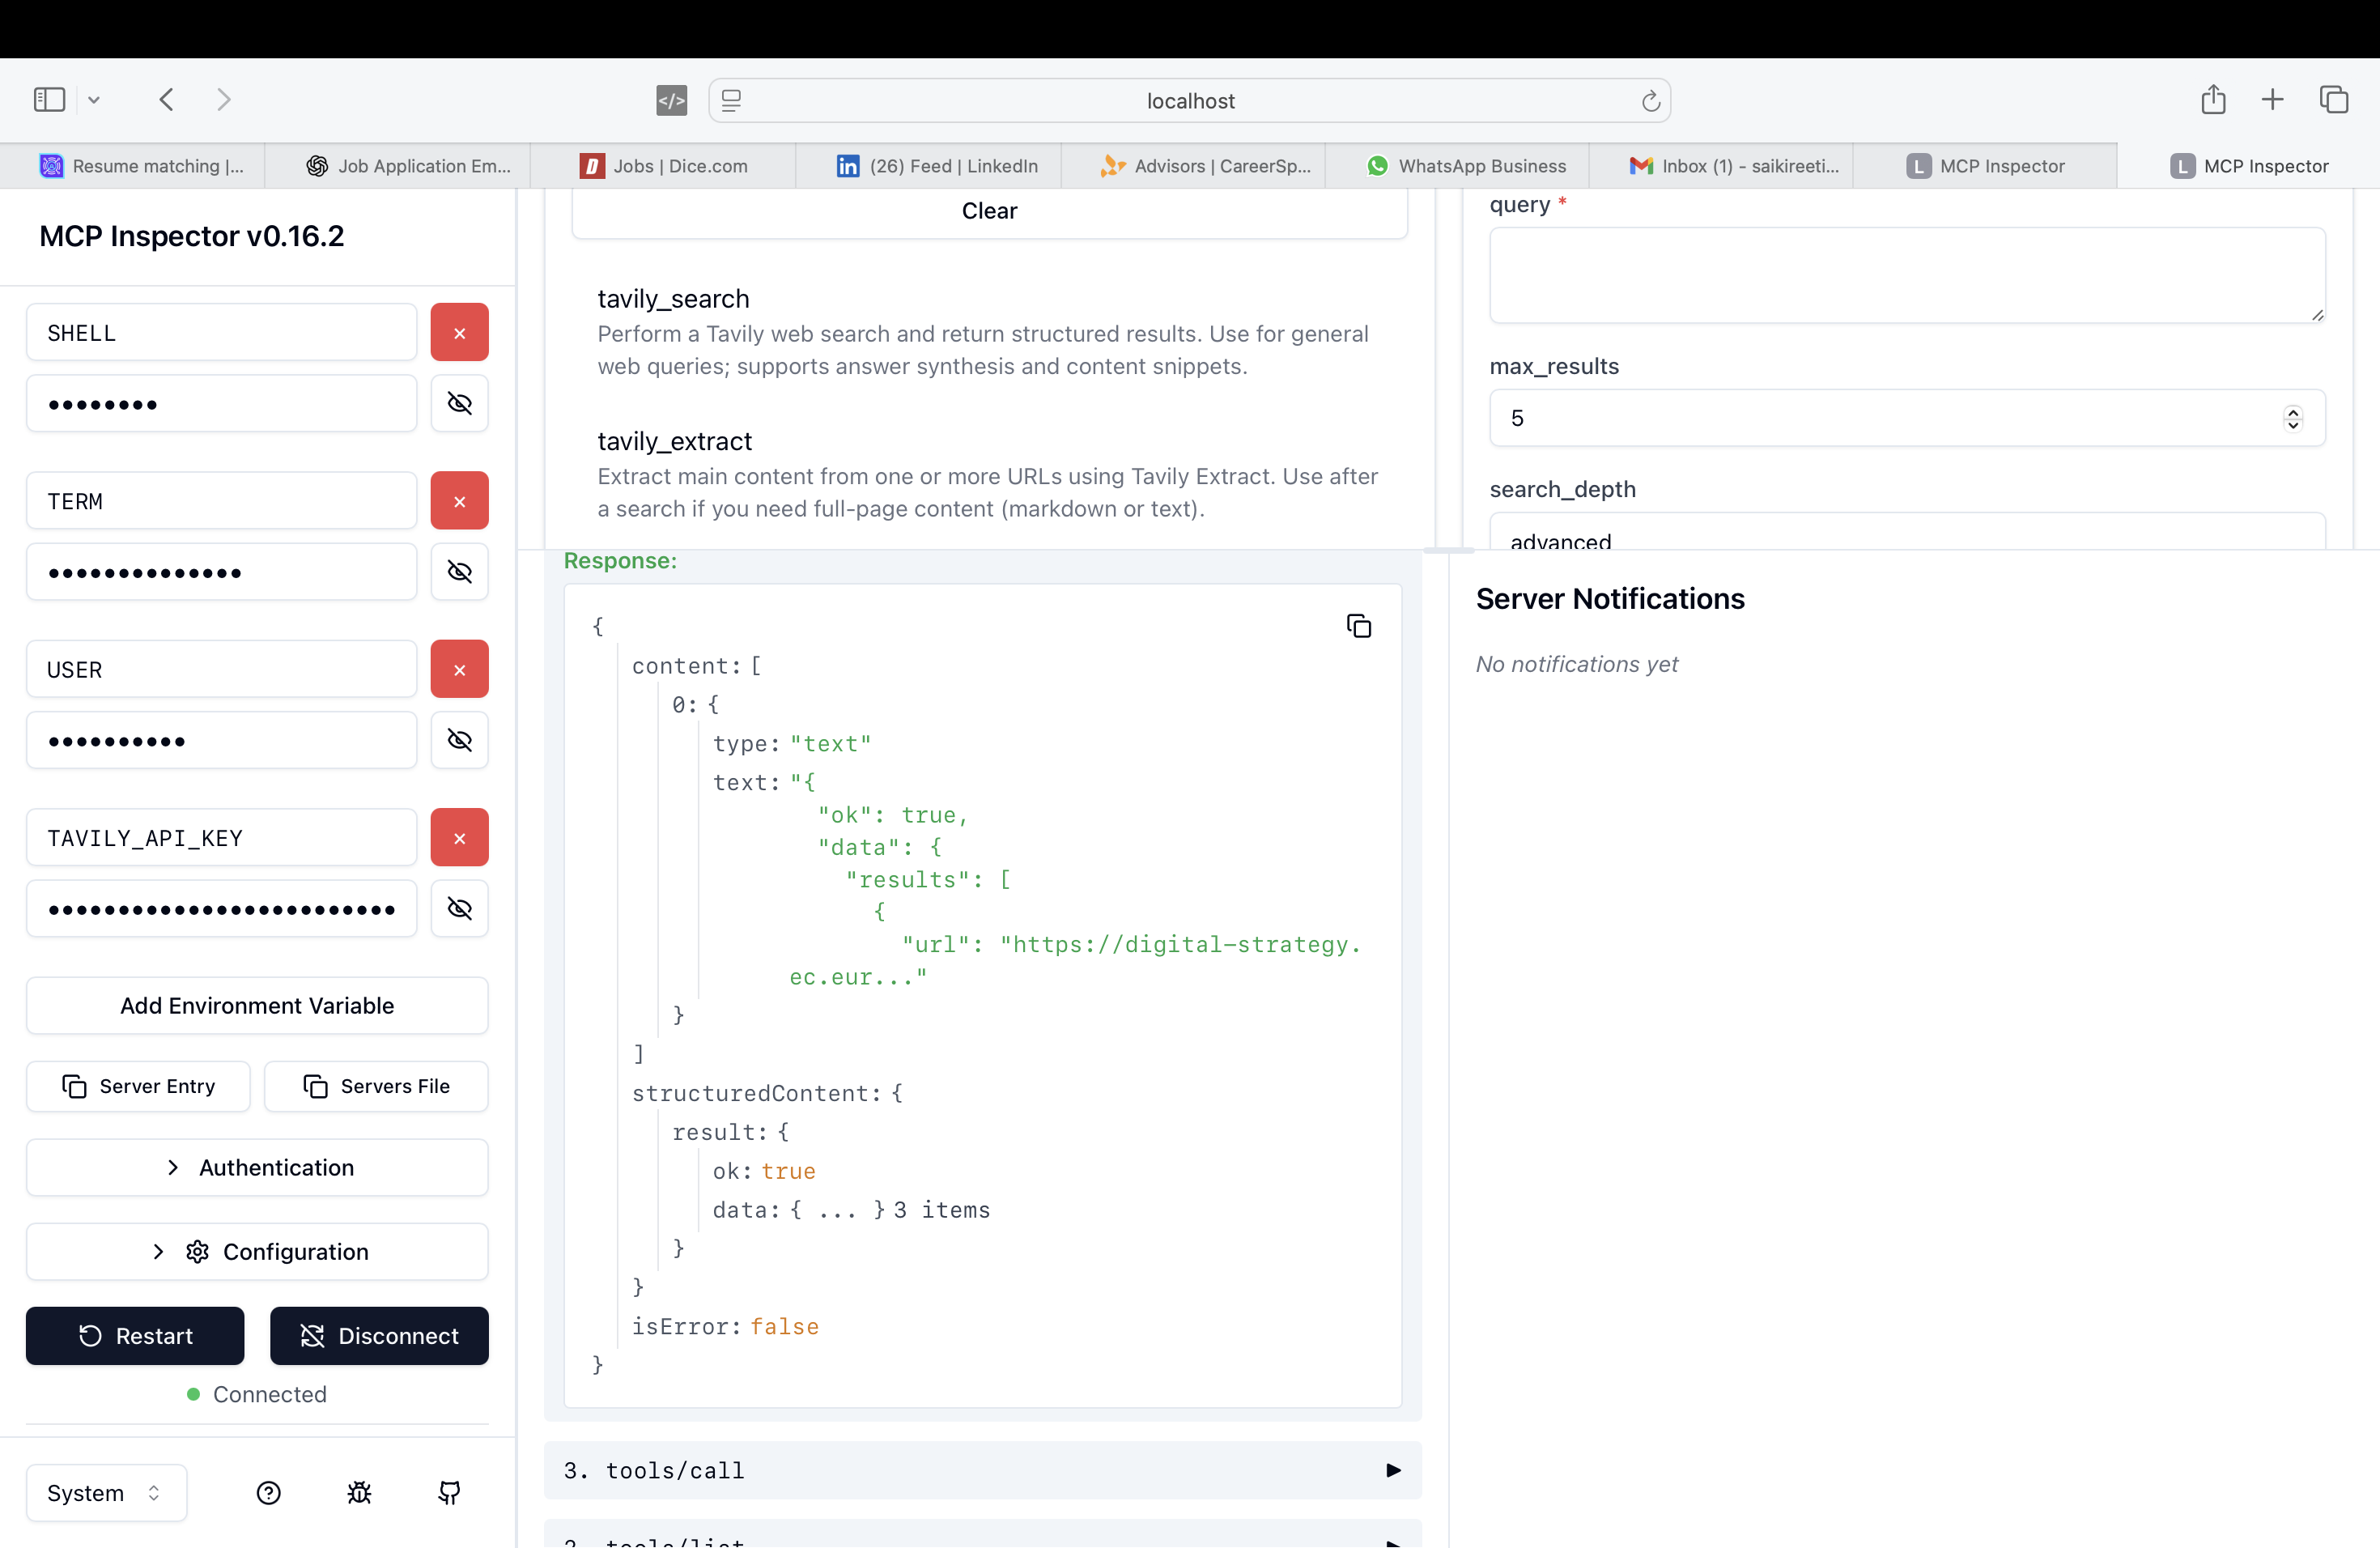 localhost
Resume matching |...
Job Application Em...
Jobs | Dice.com
(26) Feed | LinkedIn
Advisors | CareerSp...
WhatsApp Business
Inbox (1) - saikireeti...
L MCP Inspector
L MCP Inspector
MCP Inspector v0.16.2
SHELL
••••••••
TERM
••••••••••••••
USER
••••••••••
TAVILY_API_KEY
•••••••••••••••••••••••••
Add Environment Variable
Server Entry
Servers File
Authentication
Configuration
Restart
Disconnect
Connected
System
Clear
tavily_search
Perform a Tavily web search and return structured results. Use for general
web queries; supports answer synthesis and content snippets.
tavily_extract
Extract main content from one or more URLs using Tavily Extract. Use after
a search if you need full-page content (markdown or text).
query *
max_results
5
search_depth
advanced
Response:
{
content: [
0: {
type: "text"
text: "{
"ok": true,
"data": {
"results": [
{
"url": "https://digital-strategy.
ec.eur..."
}
]
structuredContent: {
result: {
ok: true
data: { ... } 3 items
}
}
isError: false
}
3. tools/call
2. tools/list
Server Notifications
No notifications yet